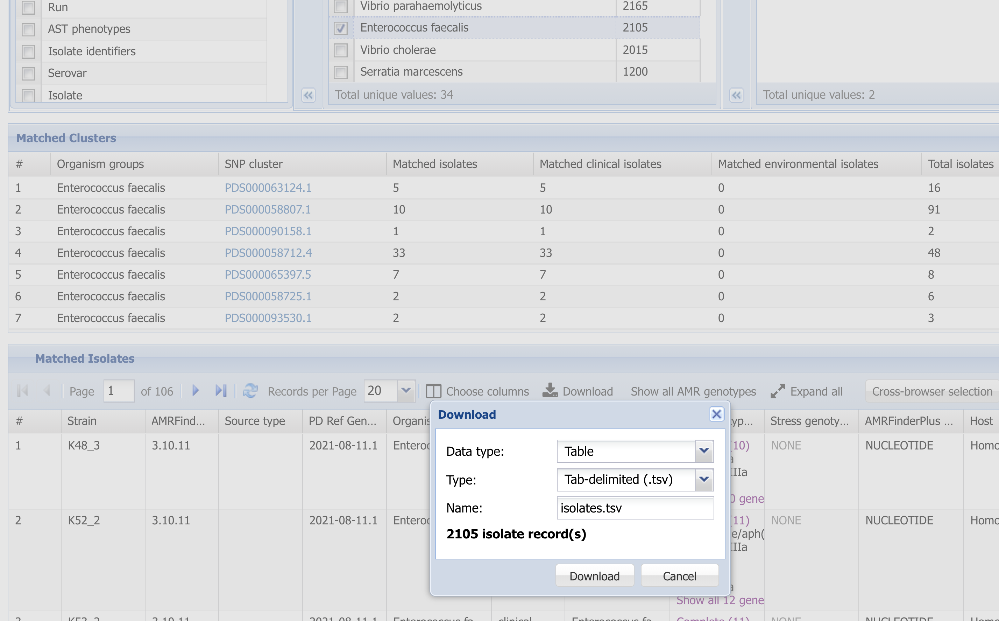 Run
AST phenotypes
Isolate identifiers
Serovar
Isolate
Vibrio parahaemolyticus 2165
Enterococcus faecalis 2105
Vibrio cholerae 2015
Serratia marcescens 1200
Total unique values: 34
Total unique values: 2
Matched Clusters
# Organism groups SNP cluster Matched isolates Matched clinical isolates Matched environmental isolates Total isolates
1 Enterococcus faecalis PDS000063124.1 5 5 0 16
2 Enterococcus faecalis PDS000058807.1 10 10 0 91
3 Enterococcus faecalis PDS000090158.1 1 1 0 2
4 Enterococcus faecalis PDS000058712.4 33 33 0 48
5 Enterococcus faecalis PDS000065397.5 7 7 0 8
6 Enterococcus faecalis PDS000058725.1 2 2 0 6
7 Enterococcus faecalis PDS000093530.1 2 2 0 3
Matched Isolates
Page 1 of 106 Records per Page 20 Choose columns Download Show all AMR genotypes Expand all Cross-browser selection
# Strain AMRFind... Source type PD Ref Gen... Organis yp... Stress genoty... AMRFinderPlus ... Host
1 K48_3 3.10.11 2021-08-11.1 Enteroc (10) NONE NUCLEOTIDE Homo
a
IIIa
0 gene
2 K52_2 3.10.11 2021-08-11.1 Enteroc (11) NONE NUCLEOTIDE Homo
e/aph(
IIIa
a
Show all 12 gene
3 K53_2 3.10.11 2021-08-11.1 Enterococcus fa... clinical Enterococcus fa... Complete (11) NONE NUCLEOTIDE Homo
Download
Data type: Table
Type: Tab-delimited (.tsv)
Name: isolates.tsv
2105 isolate record(s)
Download Cancel